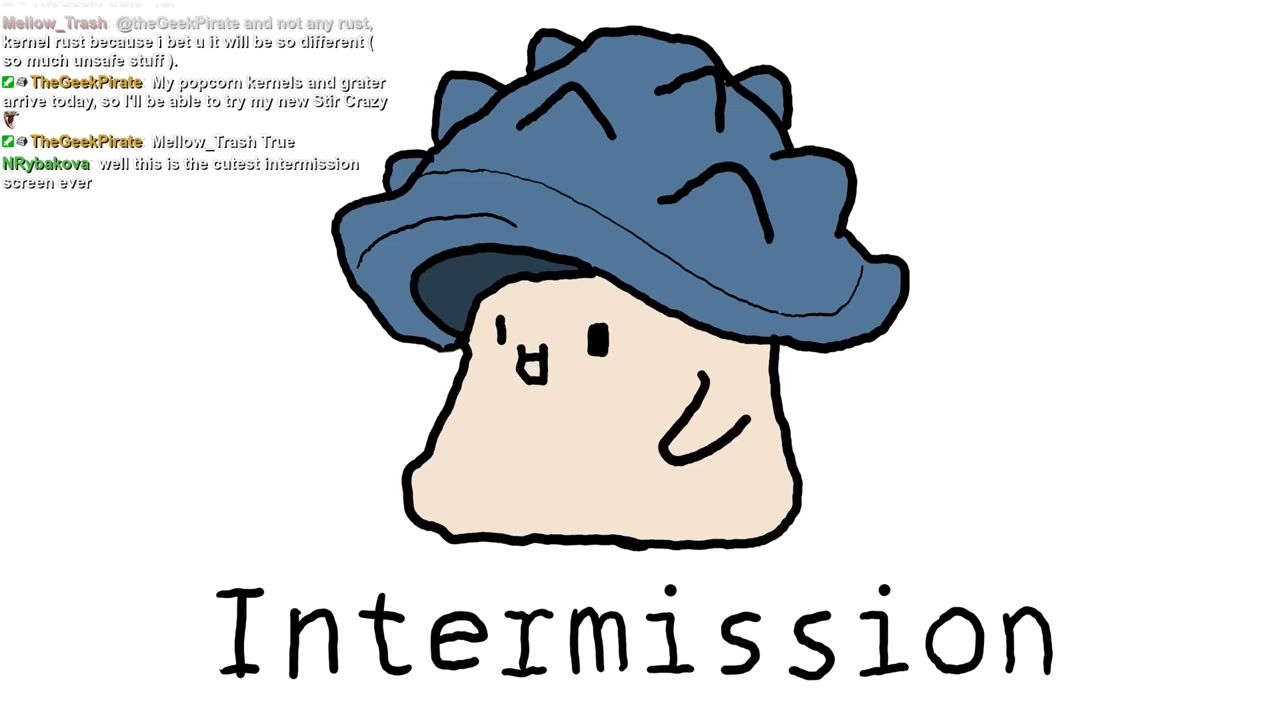 Mellow_Trash: @theGeekPirate and not any rust,
kernel rust because i bet u it will be so different (
so much unsafe stuff ).
TheGeekPirate: My popcorn kernels and grater
arrive today, so I'll be able to try my new Stir Crazy
TheGeekPirate: Mellow_Trash True
NRybakova: well this is the cutest intermission
screen ever
Intermission